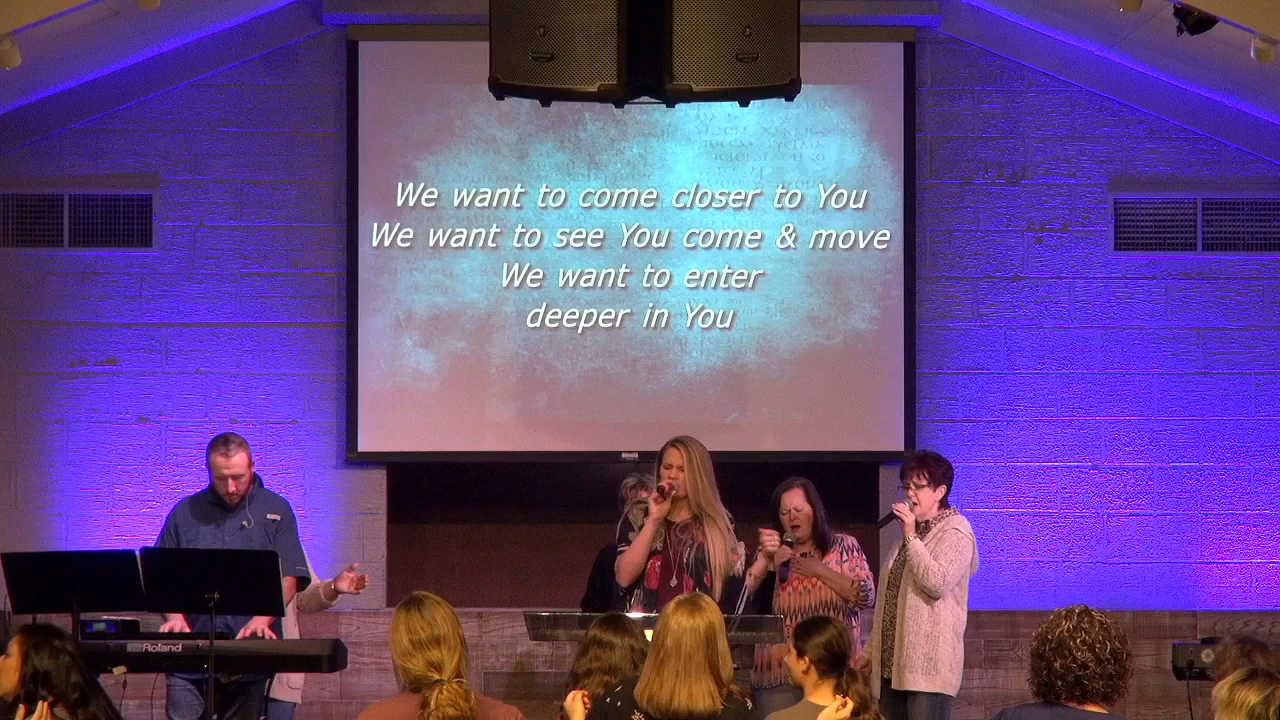 We want to come closer to You
We want to see You come & move
We want to enter
deeper in You
Roland